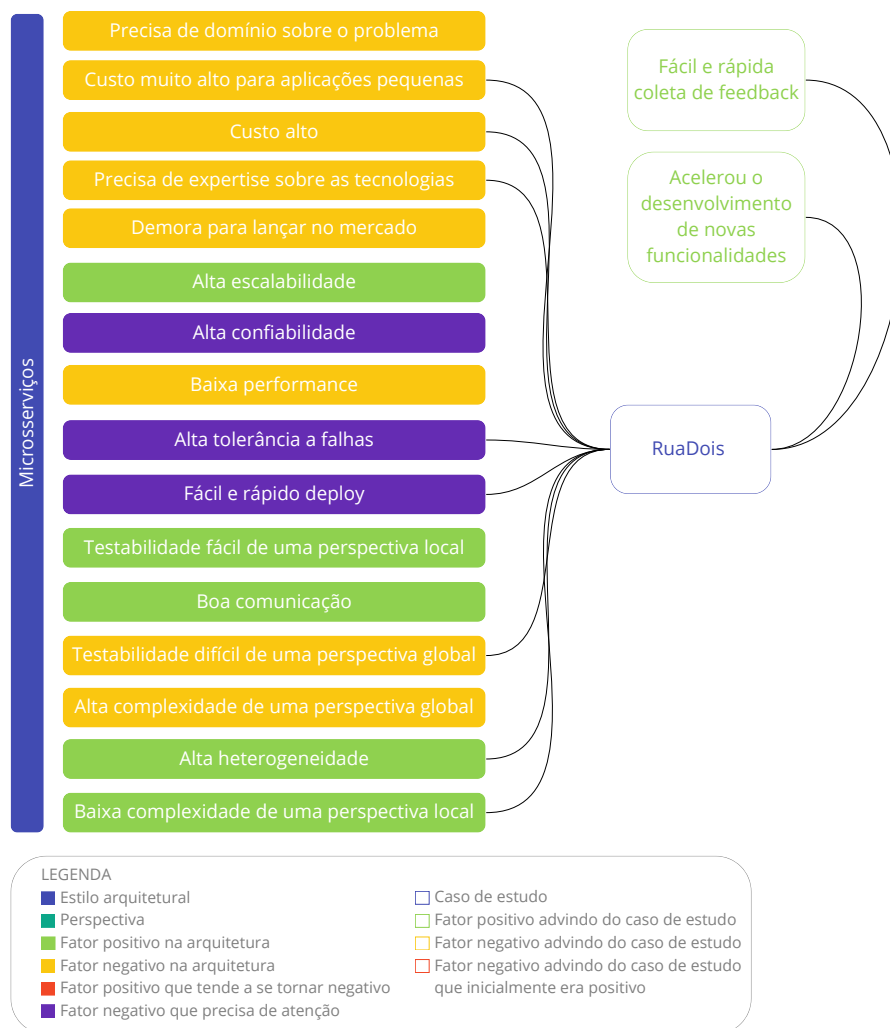 Microsserviços
Precisa de domínio sobre o problema
Custo muito alto para aplicações pequenas
Custo alto
Precisa de expertise sobre as tecnologias
Demora para lançar no mercado
Alta escalabilidade
Alta confiabilidade
Baixa performance
Alta tolerância a falhas
Fácil e rápido deploy
Testabilidade fácil de uma perspectiva local
Boa comunicação
Testabilidade difícil de uma perspectiva global
Alta complexidade de uma perspectiva global
Alta heterogeneidade
Baixa complexidade de uma perspectiva local
Fácil e rápida
coleta de feedback
Acelerou o
desenvolvimento
de novas
funcionalidades
RuaDois
LEGENDA
Estilo arquitetural
Perspectiva
Fator positivo na arquitetura
Fator negativo na arquitetura
Fator positivo que tende a se tornar negativo
Fator negativo que precisa de atenção
Caso de estudo
Fator positivo advindo do caso de estudo
Fator negativo advindo do caso de estudo
Fator negativo advindo do caso de estudo
que inicialmente era positivo